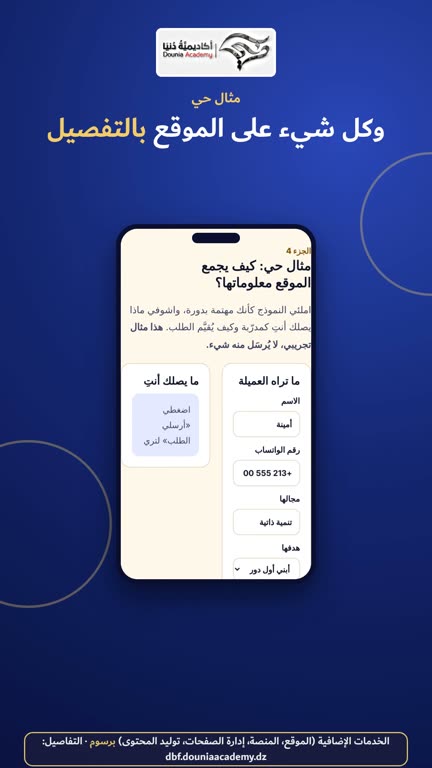 أكاديميّة دُنيَا
Dounia Academy
مثال حي
وكل شيء على الموقع بالتفصيل
الجزء 4
مثال حي: كيف يجمع
الموقع معلوماتها؟
املئي النموذج كأنك مهتمة بدورة، واشوفي ماذا
يصلك أنتِ كمدرّبة وكيف يُقيَّم الطلب. هذا مثال
تجريبي، لا يُرسَل منه شيء.
ما تراه العميلة
الاسم
أمينة
رقم الواتساب
+213 555 00
مجالها
تنمية ذاتية
هدفها
أبني أول دور
ما يصلك أنتِ
اضغطي
«أرسلي
الطلب» لتري
الخدمات الإضافية (الموقع، المنصة، إدارة الصفحات، توليد المحتوى) برسوم · التفاصيل:
dbf.douniaacademy.dz